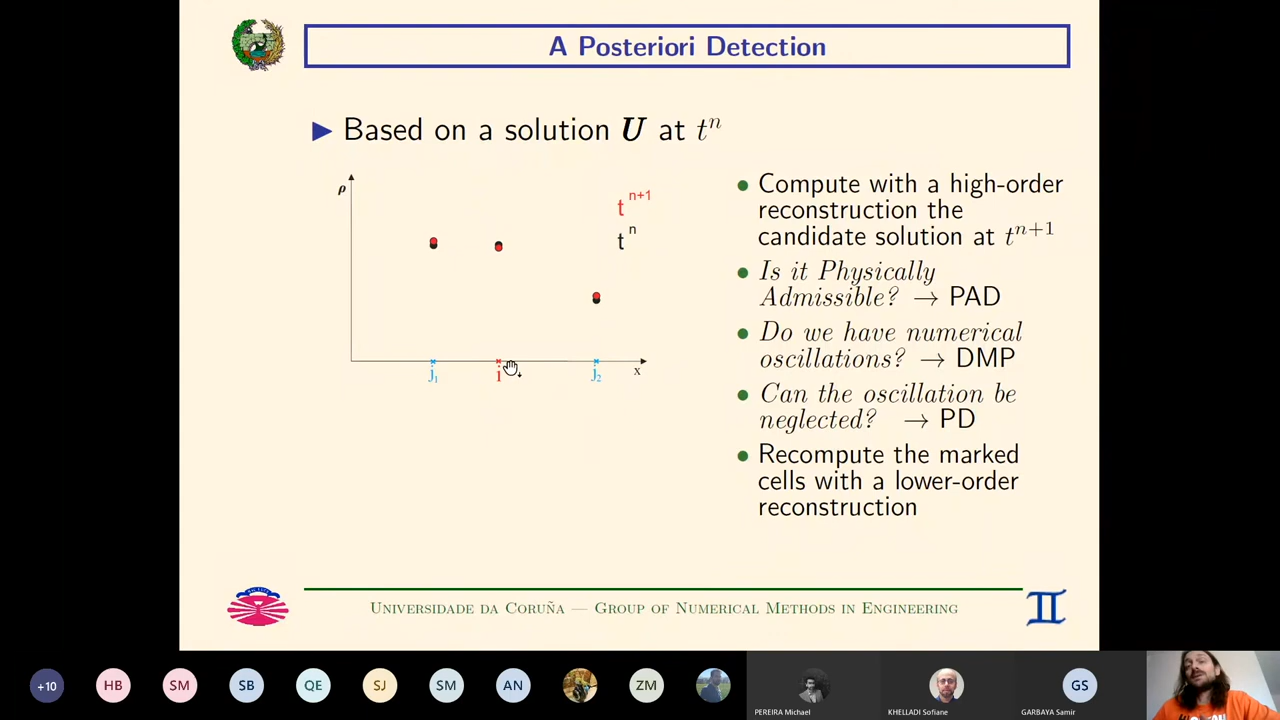 A Posteriori Detection
▶ Based on a solution U at tⁿ
ρ
t n+1
t n
j₁
i
j₂
x
• Compute with a high-order
reconstruction the
candidate solution at tⁿ⁺¹
• Is it Physically
Admissible? → PAD
• Do we have numerical
oscillations? → DMP
• Can the oscillation be
neglected? → PD
• Recompute the marked
cells with a lower-order
reconstruction
Universidade da Coruña — Group of Numerical Methods in Engineering
+10
HB
SM
SB
QE
SJ
SM
AN
ZM
GS
PEREIRA Michael
KHELLADI Sofiane
GARBAYA Samir